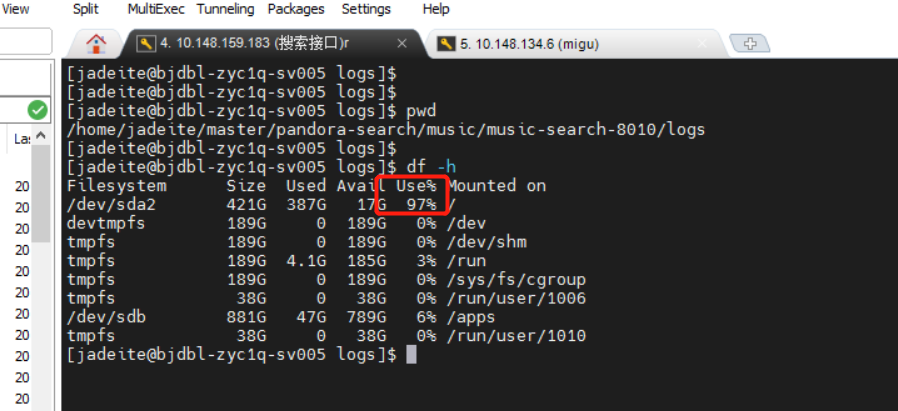 View Split MultiExec Tunneling Packages Settings Help
4. 10.148.159.183 (搜索接口)r × 5. 10.148.134.6 (migu)
[jadeite@bjdbl-zyc1q-sv005 logs]$
[jadeite@bjdbl-zyc1q-sv005 logs]$
[jadeite@bjdbl-zyc1q-sv005 logs]$ pwd
/home/jadeite/master/pandora-search/music/music-search-8010/logs
[jadeite@bjdbl-zyc1q-sv005 logs]$
[jadeite@bjdbl-zyc1q-sv005 logs]$ df -h
Filesystem Size Used Avail Use% Mounted on
/dev/sda2 421G 387G 17G 97% /
devtmpfs 189G 0 189G 0% /dev
tmpfs 189G 0 189G 0% /dev/shm
tmpfs 189G 4.1G 185G 3% /run
tmpfs 189G 0 189G 0% /sys/fs/cgroup
tmpfs 38G 0 38G 0% /run/user/1006
/dev/sdb 881G 47G 789G 6% /apps
tmpfs 38G 0 38G 0% /run/user/1010
[jadeite@bjdbl-zyc1q-sv005 logs]$
La
20
20
20
20
20
20
20
20
20
20
20